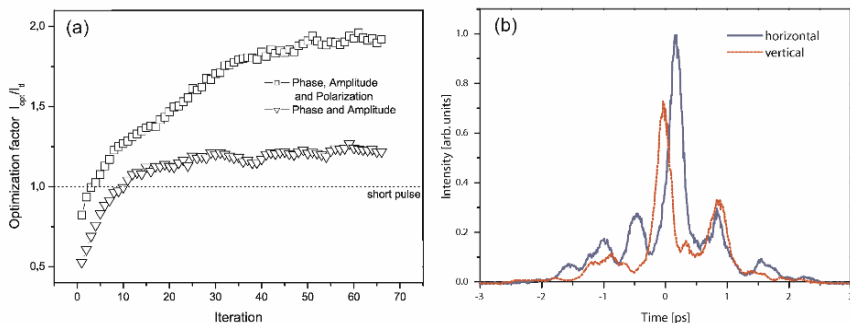 (a)
2,0
1,5
1,0
0,5
Optimization factor I_opt/I_tl
Phase, Amplitude
and Polarization
Phase and Amplitude
short pulse
0 10 20 30 40 50 60 70
Iteration
(b)
horizontal
vertical
1.0
0.8
0.6
0.4
0.2
0.0
Intensity [arb.units]
-3 -2 -1 0 1 2 3
Time [ps]